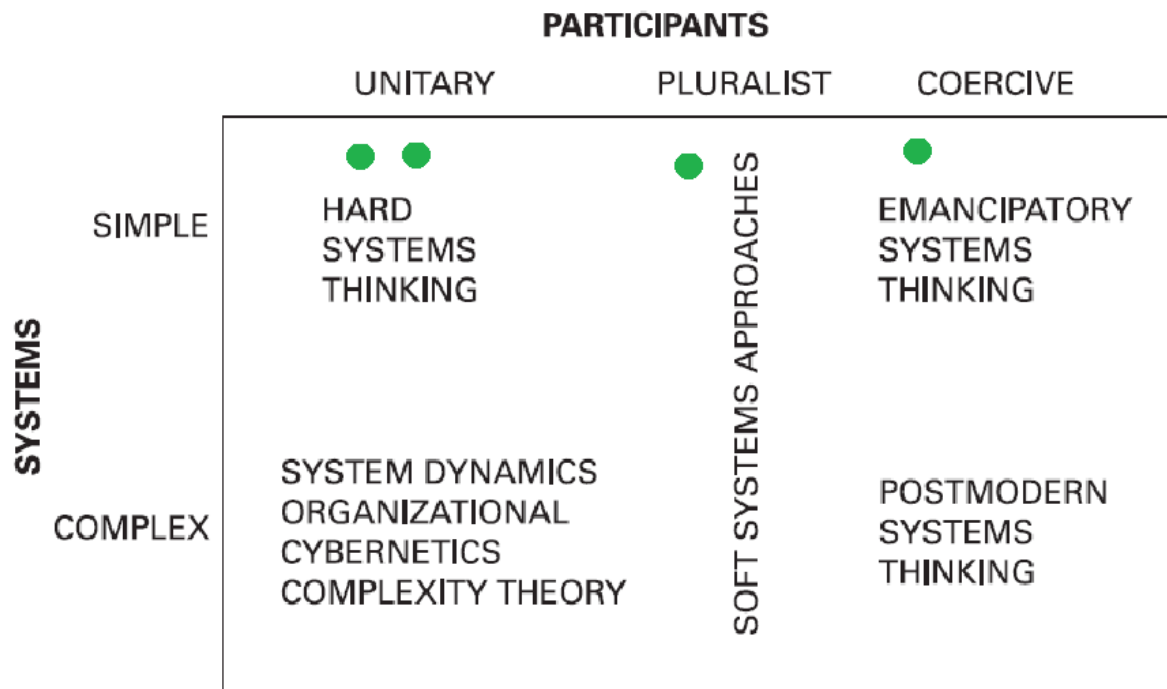 PARTICIPANTS
UNITARY PLURALIST COERCIVE
SYSTEMS
SIMPLE
HARD
SYSTEMS
THINKING
SOFT SYSTEMS APPROACHES
EMANCIPATORY
SYSTEMS
THINKING
COMPLEX
SYSTEM DYNAMICS
ORGANIZATIONAL
CYBERNETICS
COMPLEXITY THEORY
POSTMODERN
SYSTEMS
THINKING